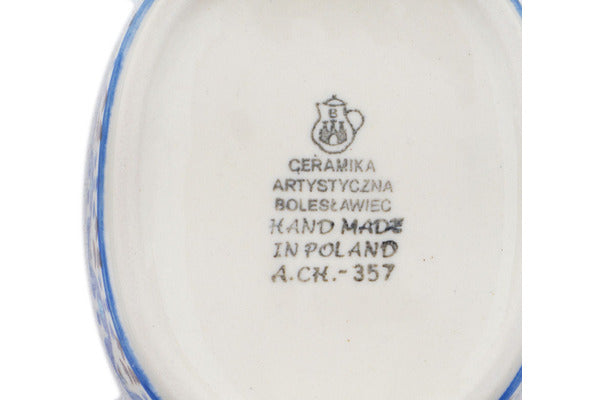 B
CERAMIKA
ARTYSTYCZNA
BOLESŁAWIEC
HAND MADE
IN POLAND
A.CH.-357